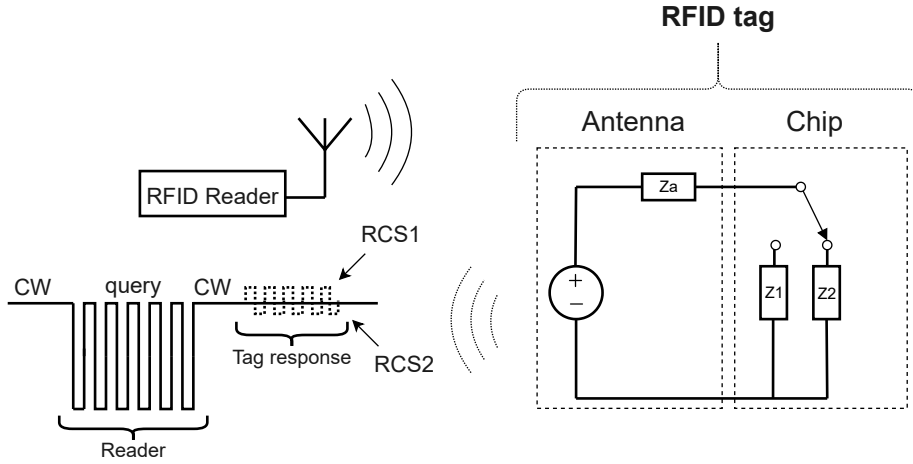 RFID tag
Antenna
Chip
RFID Reader
Za
RCS1
CW
query
CW
+
−
Z1
Z2
Tag response
RCS2
Reader